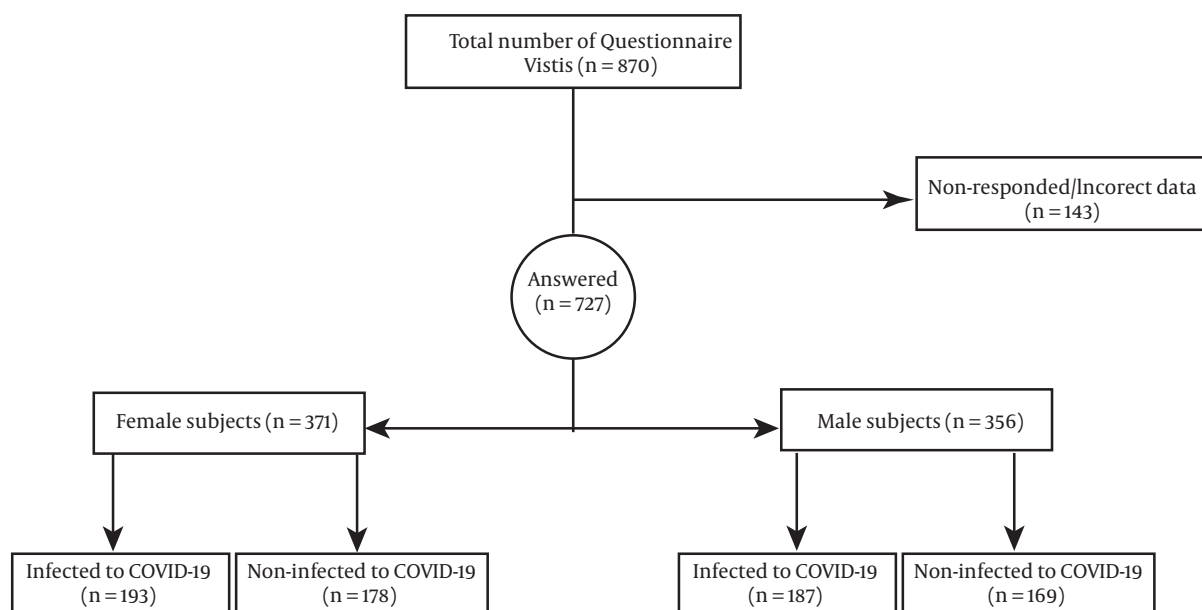 Total number of Questionnaire
Vistis (n = 870)
Non-responded/Incorect data
(n = 143)
Answered
(n = 727)
Female subjects (n = 371)
Male subjects (n = 356)
Infected to COVID-19
(n = 193)
Non-infected to COVID-19
(n = 178)
Infected to COVID-19
(n = 187)
Non-infected to COVID-19
(n = 169)